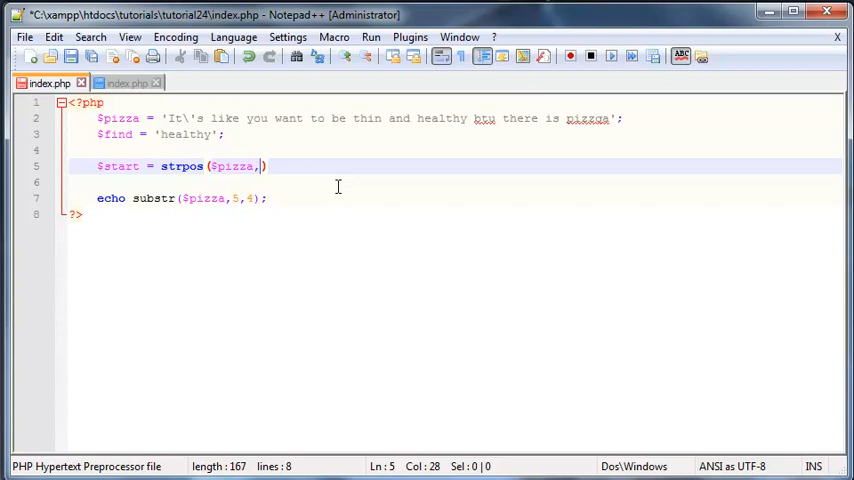 *C:\xampp\htdocs\tutorials\tutorial24\index.php - Notepad++ [Administrator]
File Edit Search View Encoding Language Settings Macro Run Plugins Window ? X
ABC
index.php index.php
1 <?php
2 $pizza = 'It\'s like you want to be thin and healthy btu there is pizzga';
3 $find = 'healthy';
4
5 $start = strpos($pizza,)
6
7 echo substr($pizza,5,4);
8 ?>
PHP Hypertext Preprocessor file length : 167 lines : 8 Ln : 5 Col : 28 Sel : 0 | 0 Dos\Windows ANSI as UTF-8 INS